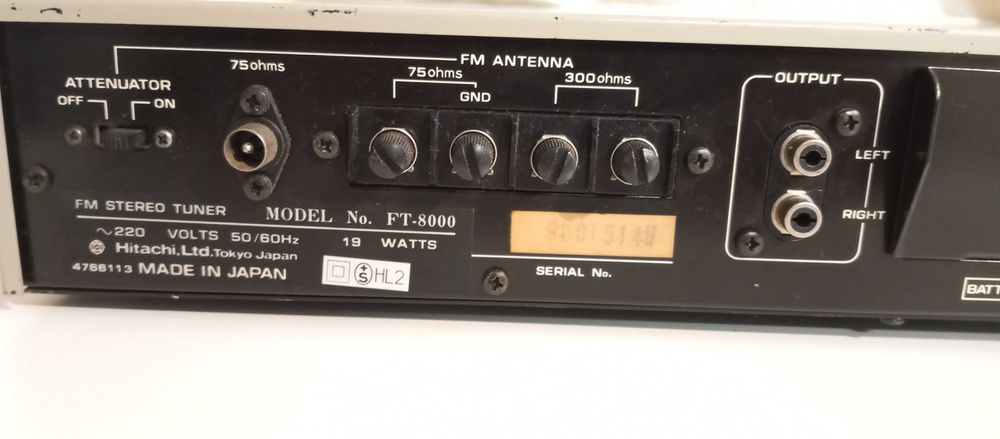 FM ANTENNA
ATTENUATOR
OFF ON
75ohms
75ohms
GND
300ohms
OUTPUT
LEFT
RIGHT
FM STEREO TUNER MODEL No. FT-8000
~220 VOLTS 50/60Hz 19 WATTS
Hitachi,Ltd.Tokyo Japan
4766113 MADE IN JAPAN
S HL2
SERIAL No.
BATT